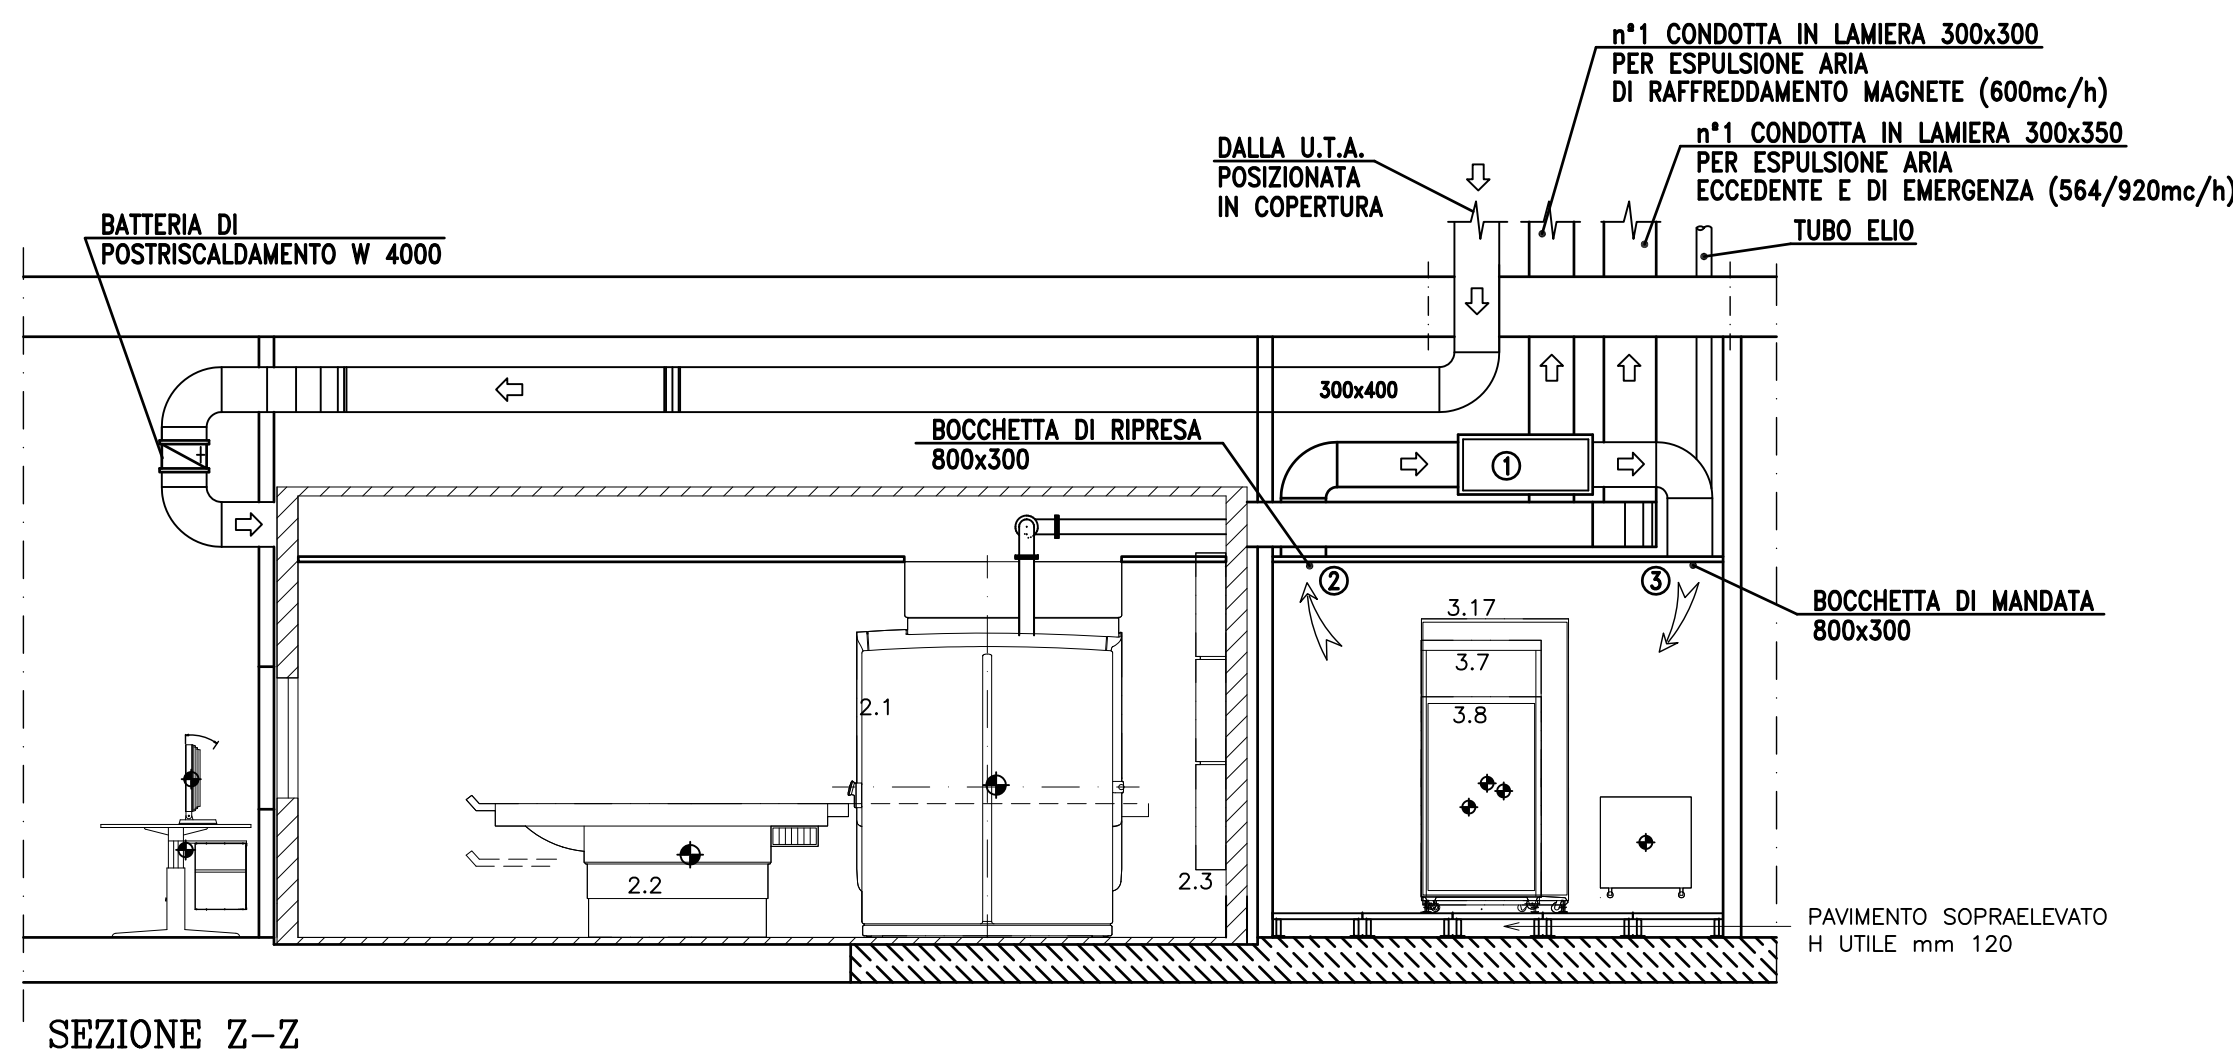 n°1 CONDOTTA IN LAMIERA 300x300
PER ESPULSIONE ARIA
DI RAFFREDDAMENTO MAGNETE (600mc/h)
n°1 CONDOTTA IN LAMIERA 300x350
PER ESPULSIONE ARIA
ECCEDENTE E DI EMERGENZA (564/920mc/h)
DALLA U.T.A.
POSIZIONATA
IN COPERTURA
TUBO ELIO
BATTERIA DI
POSTRISCALDAMENTO W 4000
300x400
BOCCHETTA DI RIPRESA
800x300
1
2
3
BOCCHETTA DI MANDATA
800x300
3.17
3.7
3.8
2.1
2.2
2.3
PAVIMENTO SOPRAELEVATO
H UTILE mm 120
SEZIONE Z-Z